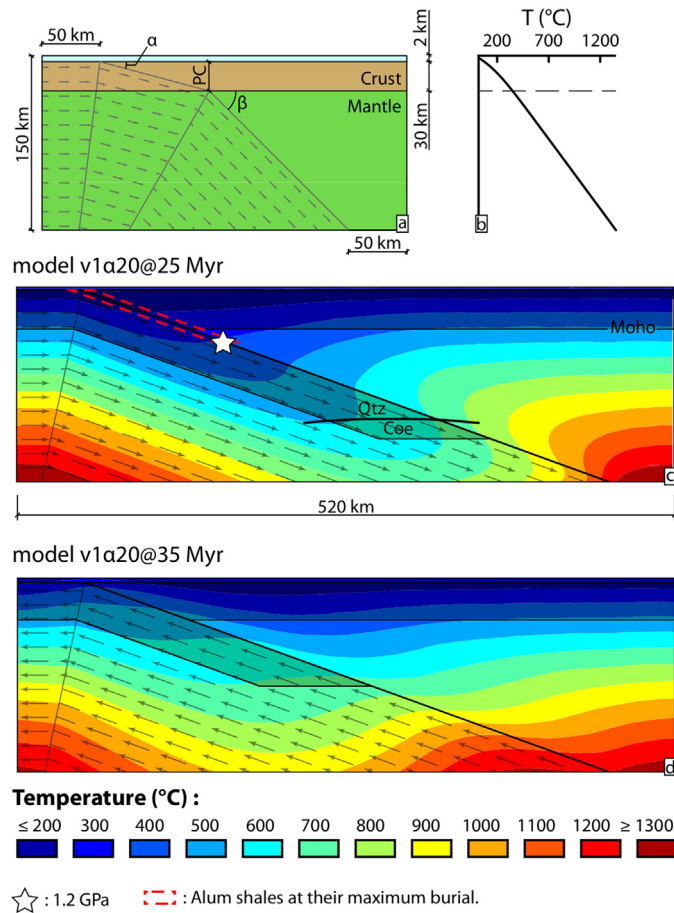 50 km
α
PC
Crust
Mantle
β
150 km
2 km
30 km
50 km
a
T (°C)
200 700 1200
b
model v1α20@25 Myr
Moho
Qtz
Coe
c
520 km
model v1α20@35 Myr
d
Temperature (°C) :
≤ 200 300 400 500 600 700 800 900 1000 1100 1200 ≥ 1300
: 1.2 GPa : Alum shales at their maximum burial.